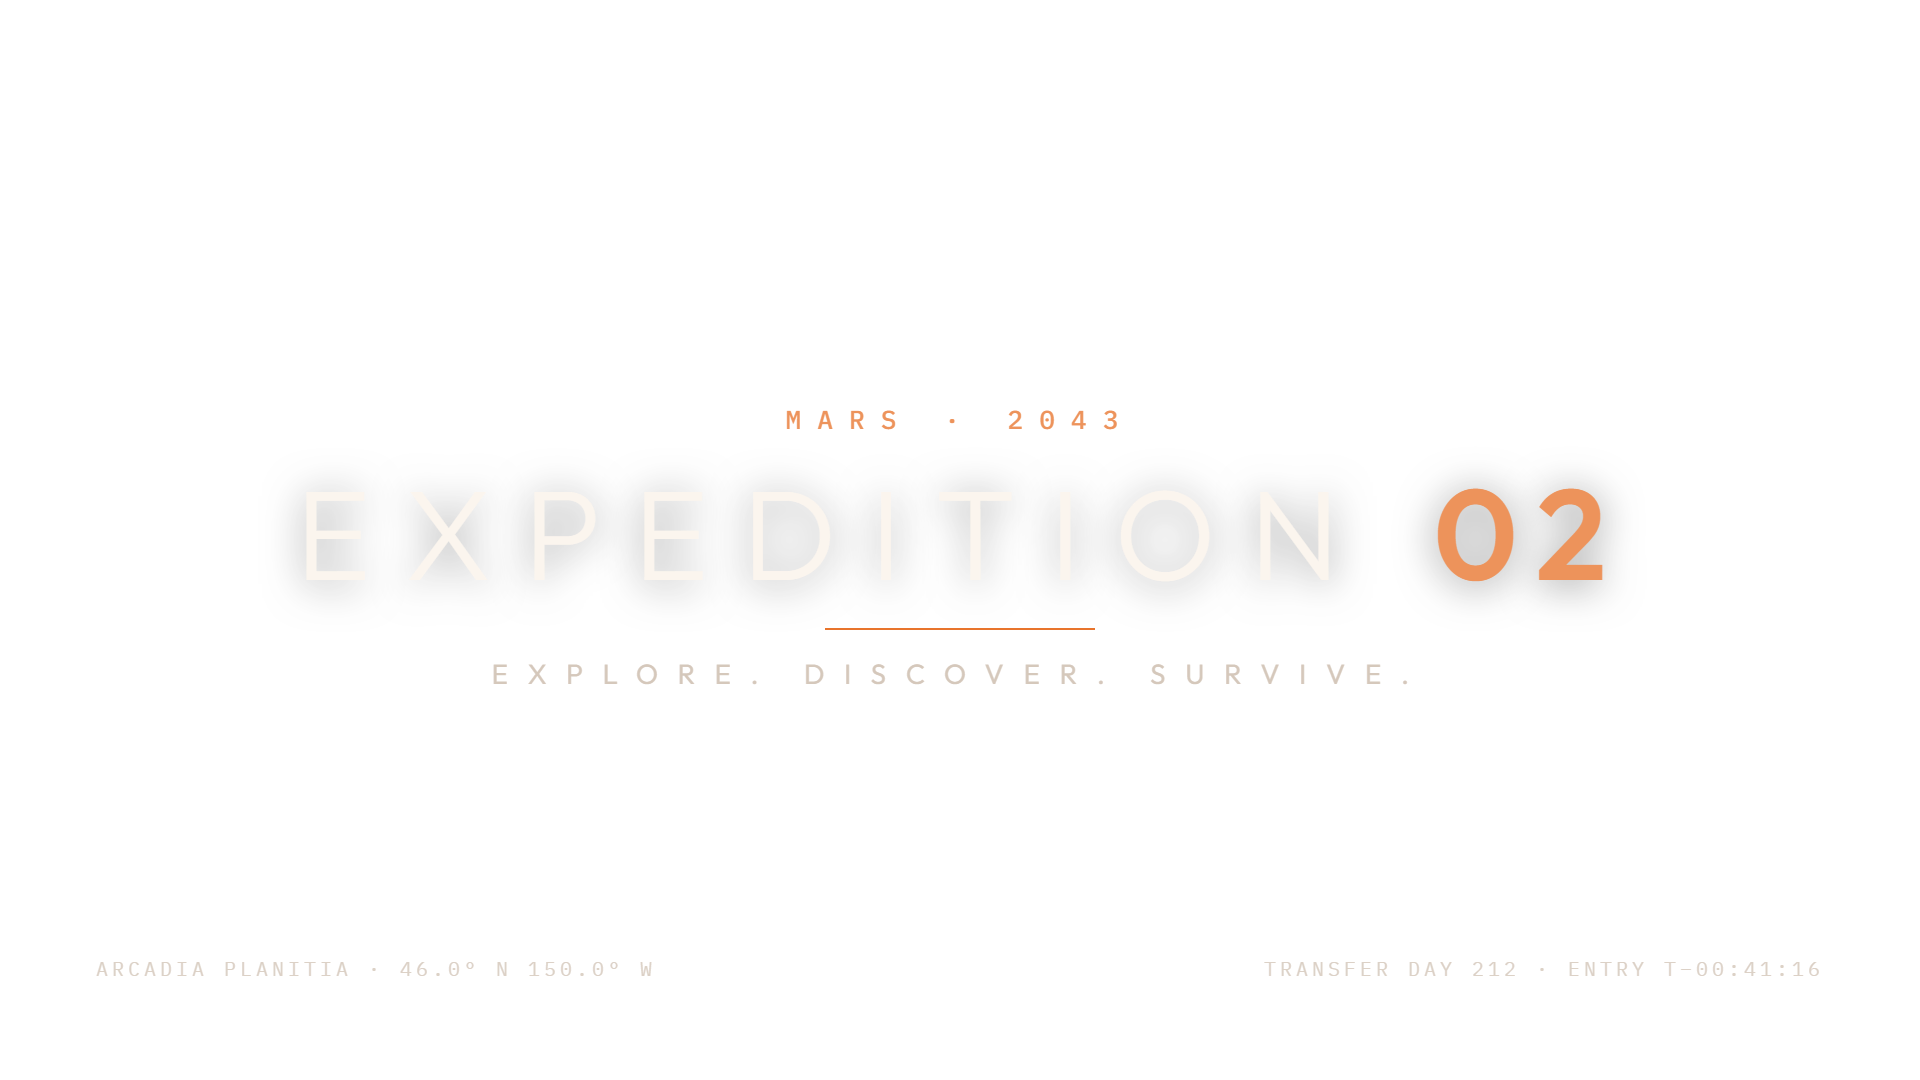 MARS · 2043
EXPEDITION 02
EXPLORE. DISCOVER. SURVIVE.
ARCADIA PLANITIA · 46.0° N 150.0° W
TRANSFER DAY 212 · ENTRY T−00:41:16